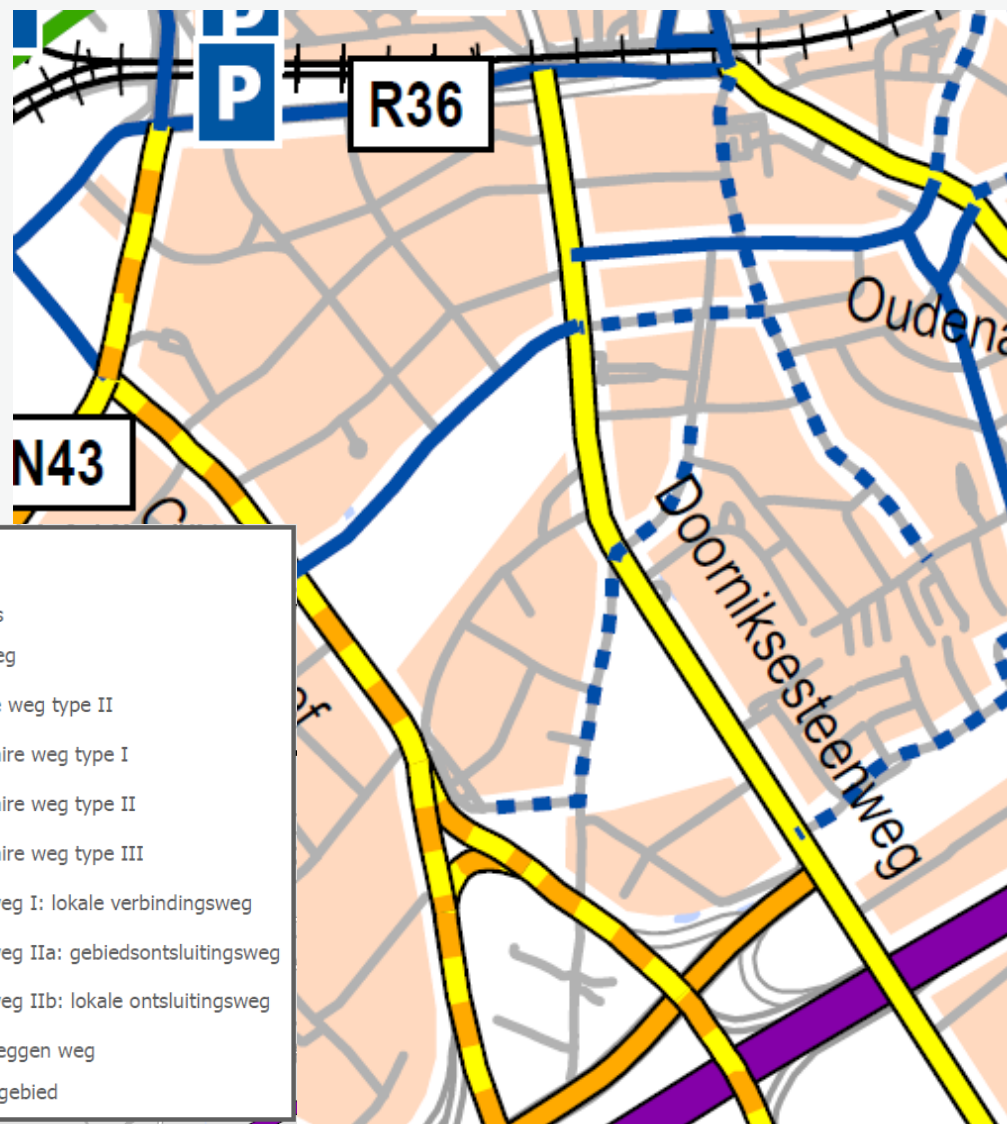 P
P
R36
Oudena
N43
Doorniksesteenweg
of
s
eg
e weg type II
ire weg type I
ire weg type II
ire weg type III
eg I: lokale verbindingsweg
eg IIa: gebiedsontsluitingsweg
eg IIb: lokale ontsluitingsweg
eggen weg
gebied